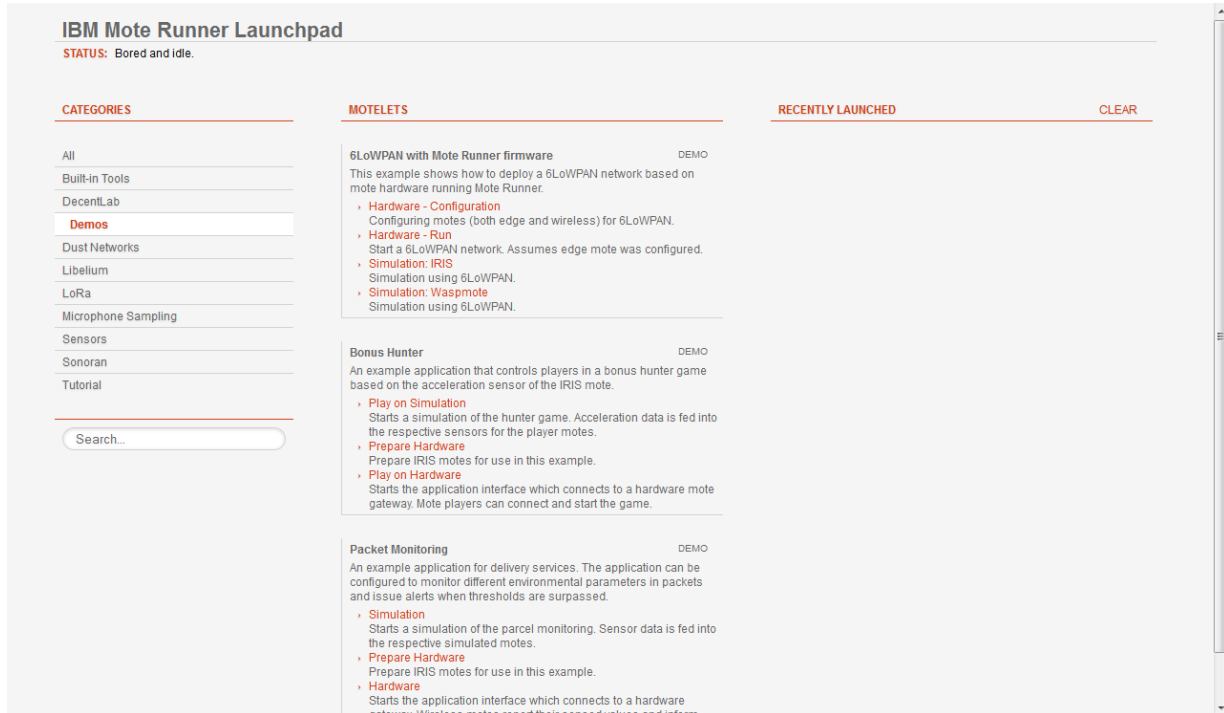 IBM Mote Runner Launchpad
STATUS: Bored and idle.
CATEGORIES
All
Built-in Tools
DecentLab
Demos
Dust Networks
Libelium
LoRa
Microphone Sampling
Sensors
Sonoran
Tutorial
Search...
MOTELETS
6LoWPAN with Mote Runner firmware DEMO
This example shows how to deploy a 6LoWPAN network based on
mote hardware running Mote Runner.
› Hardware - Configuration
Configuring motes (both edge and wireless) for 6LoWPAN.
› Hardware - Run
Start a 6LoWPAN network. Assumes edge mote was configured.
› Simulation: IRIS
Simulation using 6LoWPAN.
› Simulation: Waspmote
Simulation using 6LoWPAN.
Bonus Hunter DEMO
An example application that controls players in a bonus hunter game
based on the acceleration sensor of the IRIS mote.
› Play on Simulation
Starts a simulation of the hunter game. Acceleration data is fed into
the respective sensors for the player motes.
› Prepare Hardware
Prepare IRIS motes for use in this example.
› Play on Hardware
Starts the application interface which connects to a hardware mote
gateway. Mote players can connect and start the game.
Packet Monitoring DEMO
An example application for delivery services. The application can be
configured to monitor different environmental parameters in packets
and issue alerts when thresholds are surpassed.
› Simulation
Starts a simulation of the parcel monitoring. Sensor data is fed into
the respective simulated motes.
› Prepare Hardware
Prepare IRIS motes for use in this example.
› Hardware
Starts the application interface which connects to a hardware
gateway. Wireless motes report their sensed values and inform
RECENTLY LAUNCHED CLEAR